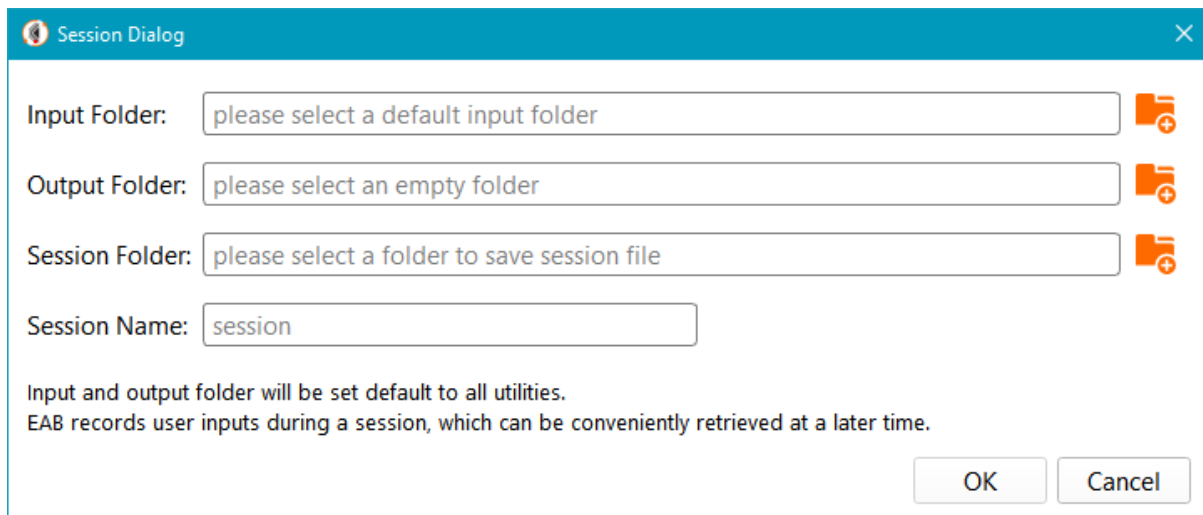 Session Dialog
Input Folder: please select a default input folder
Output Folder: please select an empty folder
Session Folder: please select a folder to save session file
Session Name: session
Input and output folder will be set default to all utilities.
EAB records user inputs during a session, which can be conveniently retrieved at a later time.
OK Cancel